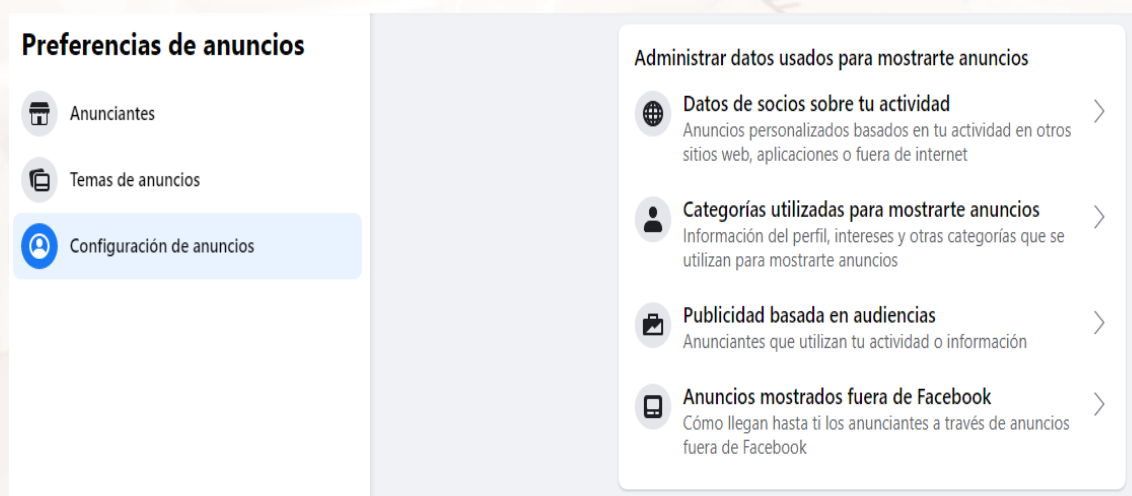 Preferencias de anuncios
Anunciantes
Temas de anuncios
Configuración de anuncios
Administrar datos usados para mostrarte anuncios
Datos de socios sobre tu actividad
Anuncios personalizados basados en tu actividad en otros
sitios web, aplicaciones o fuera de internet
Categorías utilizadas para mostrarte anuncios
Información del perfil, intereses y otras categorías que se
utilizan para mostrarte anuncios
Publicidad basada en audiencias
Anunciantes que utilizan tu actividad o información
Anuncios mostrados fuera de Facebook
Cómo llegan hasta ti los anunciantes a través de anuncios
fuera de Facebook